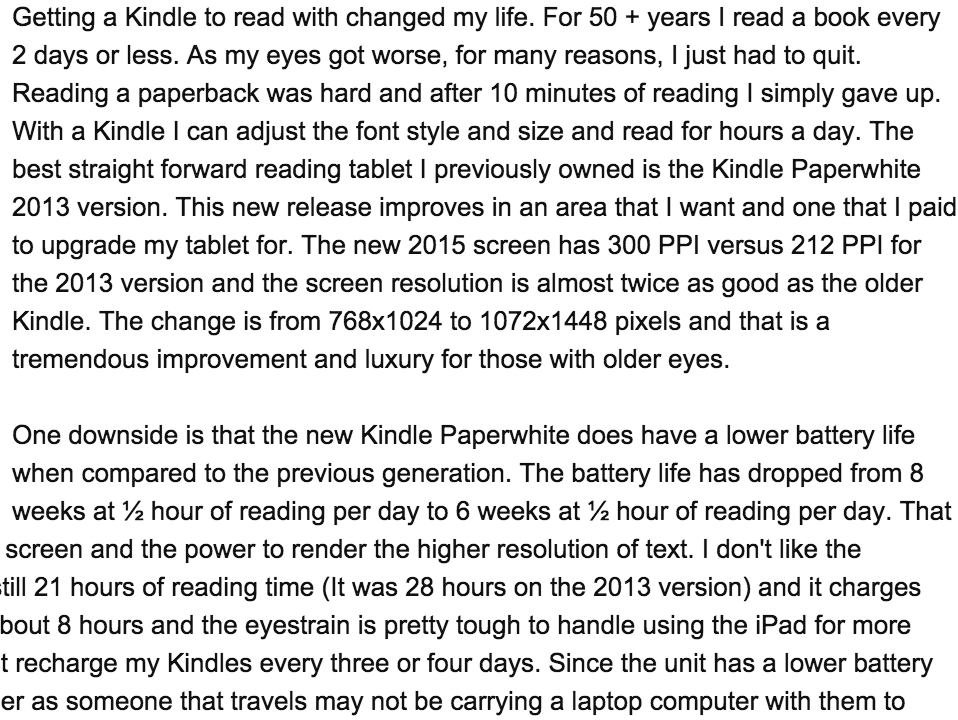 Getting a Kindle to read with changed my life. For 50 + years I read a book every
2 days or less. As my eyes got worse, for many reasons, I just had to quit.
Reading a paperback was hard and after 10 minutes of reading I simply gave up.
With a Kindle I can adjust the font style and size and read for hours a day. The
best straight forward reading tablet I previously owned is the Kindle Paperwhite
2013 version. This new release improves in an area that I want and one that I paid
to upgrade my tablet for. The new 2015 screen has 300 PPI versus 212 PPI for
the 2013 version and the screen resolution is almost twice as good as the older
Kindle. The change is from 768x1024 to 1072x1448 pixels and that is a
tremendous improvement and luxury for those with older eyes.

One downside is that the new Kindle Paperwhite does have a lower battery life
when compared to the previous generation. The battery life has dropped from 8
weeks at ½ hour of reading per day to 6 weeks at ½ hour of reading per day. That
screen and the power to render the higher resolution of text. I don't like the
till 21 hours of reading time (It was 28 hours on the 2013 version) and it charges
bout 8 hours and the eyestrain is pretty tough to handle using the iPad for more
t recharge my Kindles every three or four days. Since the unit has a lower battery
er as someone that travels may not be carrying a laptop computer with them to